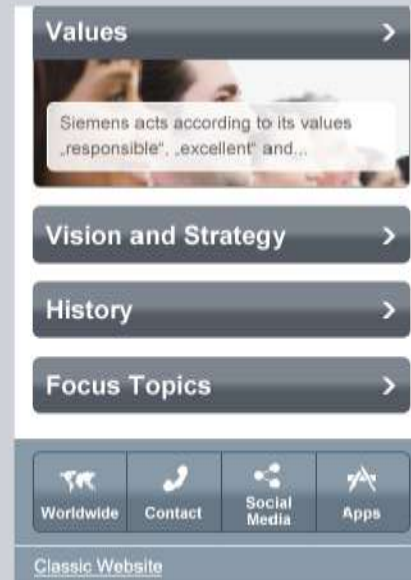 Values
Siemens acts according to its values
„responsible“, „excellent“ and...
Vision and Strategy
History
Focus Topics
Worldwide
Contact
Social
Media
Apps
Classic Website